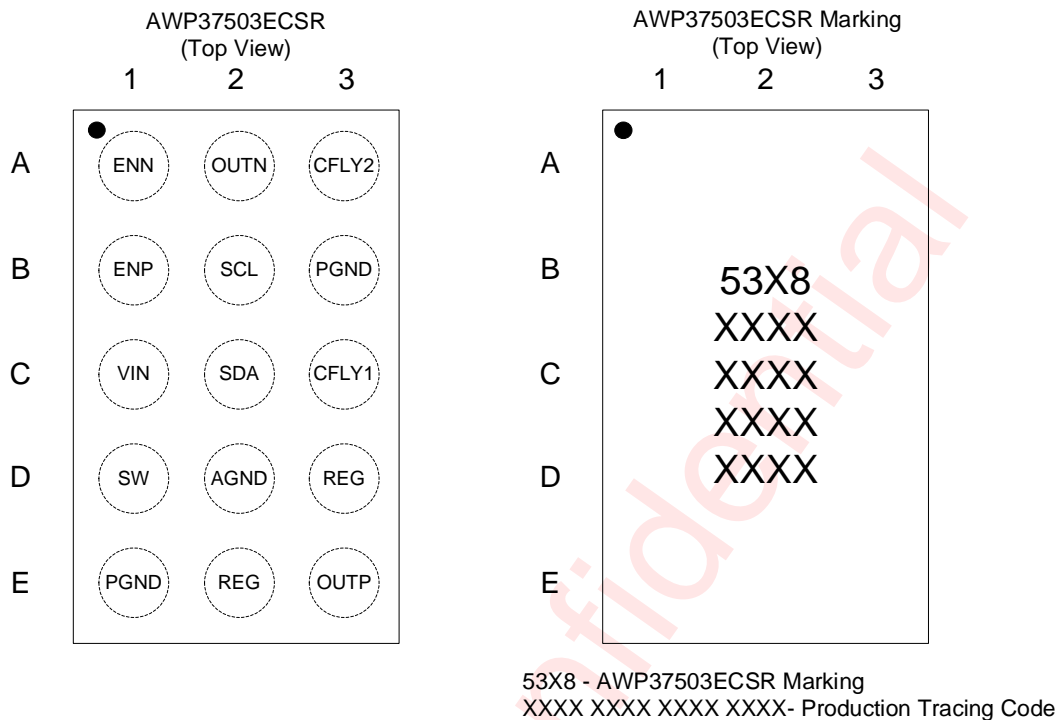 AWP37503ECSR
(Top View)
1 2 3
A ENN OUTN CFLY2
B ENP SCL PGND
C VIN SDA CFLY1
D SW AGND REG
E PGND REG OUTP
AWP37503ECSR Marking
(Top View)
1 2 3
A
B
C
D
E
53X8
XXXX
XXXX
XXXX
XXXX
53X8 - AWP37503ECSR Marking
XXXX XXXX XXXX XXXX- Production Tracing Code